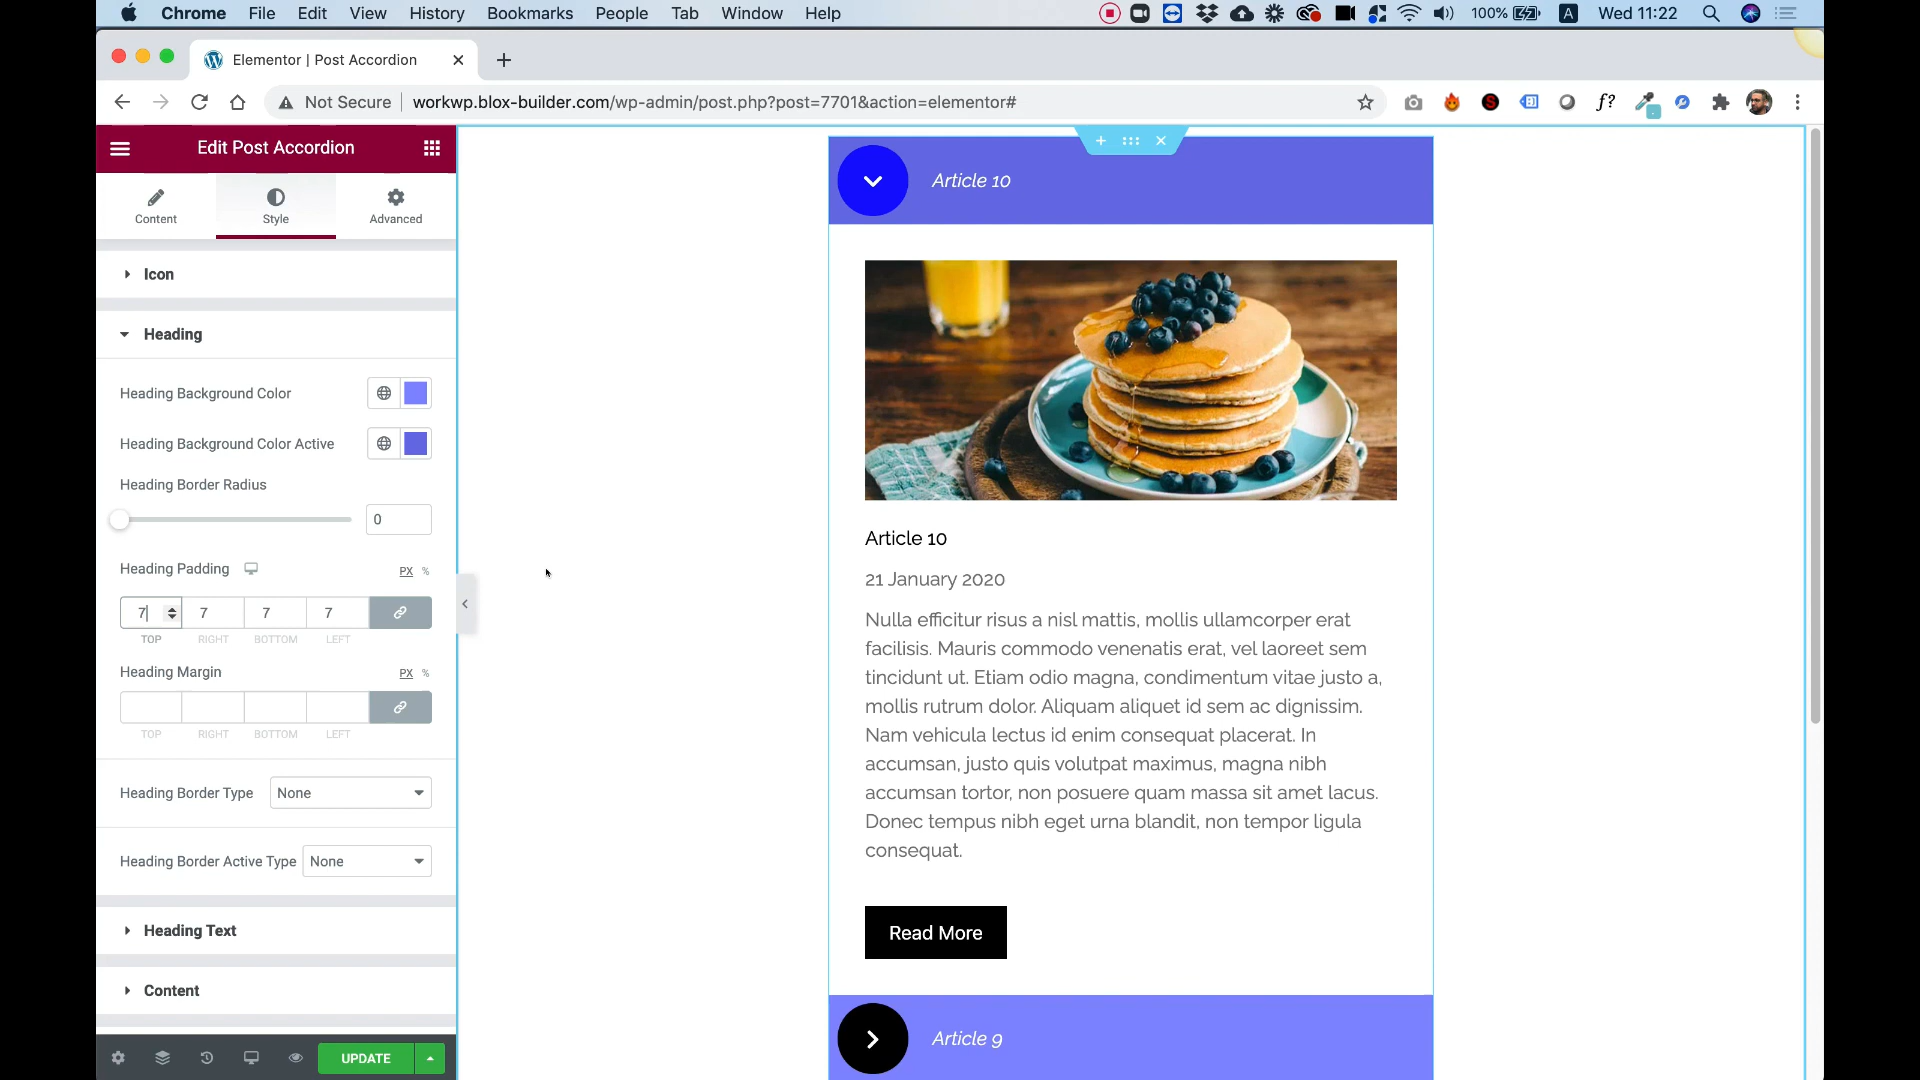 Chrome File Edit View History Bookmarks People Tab Window Help
100% A Wed 11:22
Elementor | Post Accordion
Not Secure workwp.blox-builder.com/wp-admin/post.php?post=7701&action=elementor#
S f?
Edit Post Accordion
Content Style Advanced
Icon
Heading
Heading Background Color
Heading Background Color Active
Heading Border Radius
0
Heading Padding PX %
7 7 7 7
TOP RIGHT BOTTOM LEFT
Heading Margin PX %
TOP RIGHT BOTTOM LEFT
Heading Border Type None
Heading Border Active Type None
Heading Text
Content
UPDATE
Article 10
Article 10
21 January 2020
Nulla efficitur risus a nisl mattis, mollis ullamcorper erat
facilisis. Mauris commodo venenatis erat, vel laoreet sem
tincidunt ut. Etiam odio magna, condimentum vitae justo a,
mollis rutrum dolor. Aliquam aliquet id sem ac dignissim.
Nam vehicula lectus id enim consequat placerat. In
accumsan, justo quis volutpat maximus, magna nibh
accumsan tortor, non posuere quam massa sit amet lacus.
Donec tempus nibh eget urna blandit, non tempor ligula
consequat.
Read More
Article 9